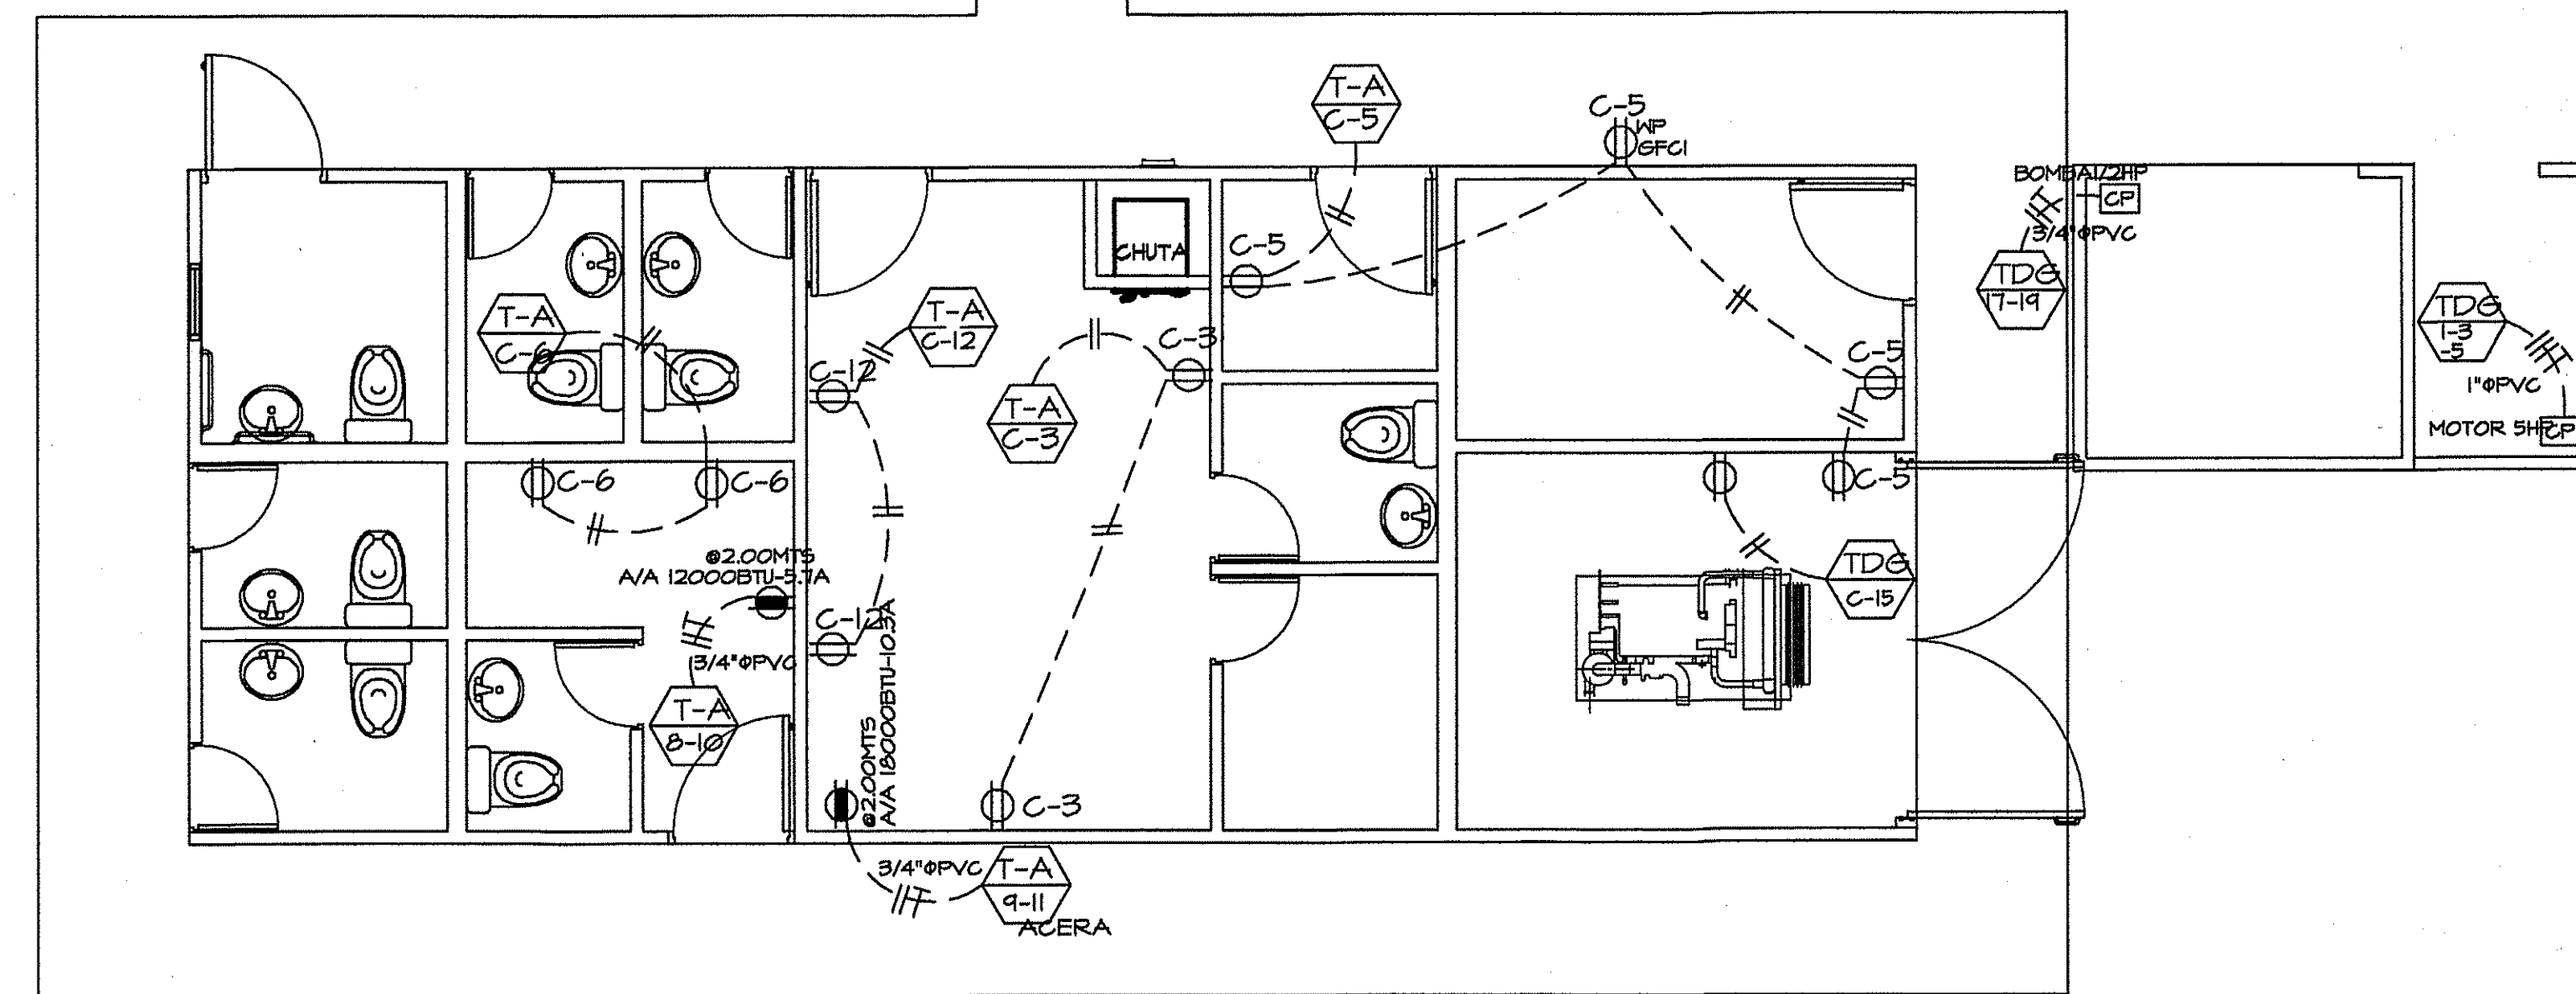 T-A
C-5
C-5
WP
GFCI
BOMBA1/2HP
CP
3/4"ΦPVC
TDG
17-19
CHUTA
C-5
T-A
C-6
T-A
C-12
C-3
C-12
T-A
C-3
C-5
TDG
1-3
-5
1"ΦPVC
MOTOR 5HP
CP
C-6
C-6
C-5
@2.00MTS
A/A 12000BTU-5.7A
TDG
C-15
C-12
3/4"ΦPVC
T-A
8-10
@2.00MTS
A/A 18000BTU-10.3A
C-3
3/4"ΦPVC
T-A
9-11
ACERA